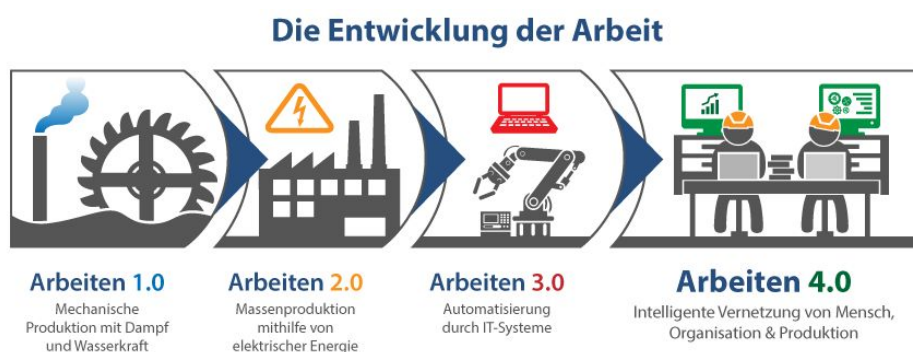 Die Entwicklung der Arbeit
Arbeiten 1.0
Mechanische
Produktion mit Dampf
und Wasserkraft
Arbeiten 2.0
Massenproduktion
mithilfe von
elektrischer Energie
Arbeiten 3.0
Automatisierung
durch IT-Systeme
Arbeiten 4.0
Intelligente Vernetzung von Mensch,
Organisation & Produktion